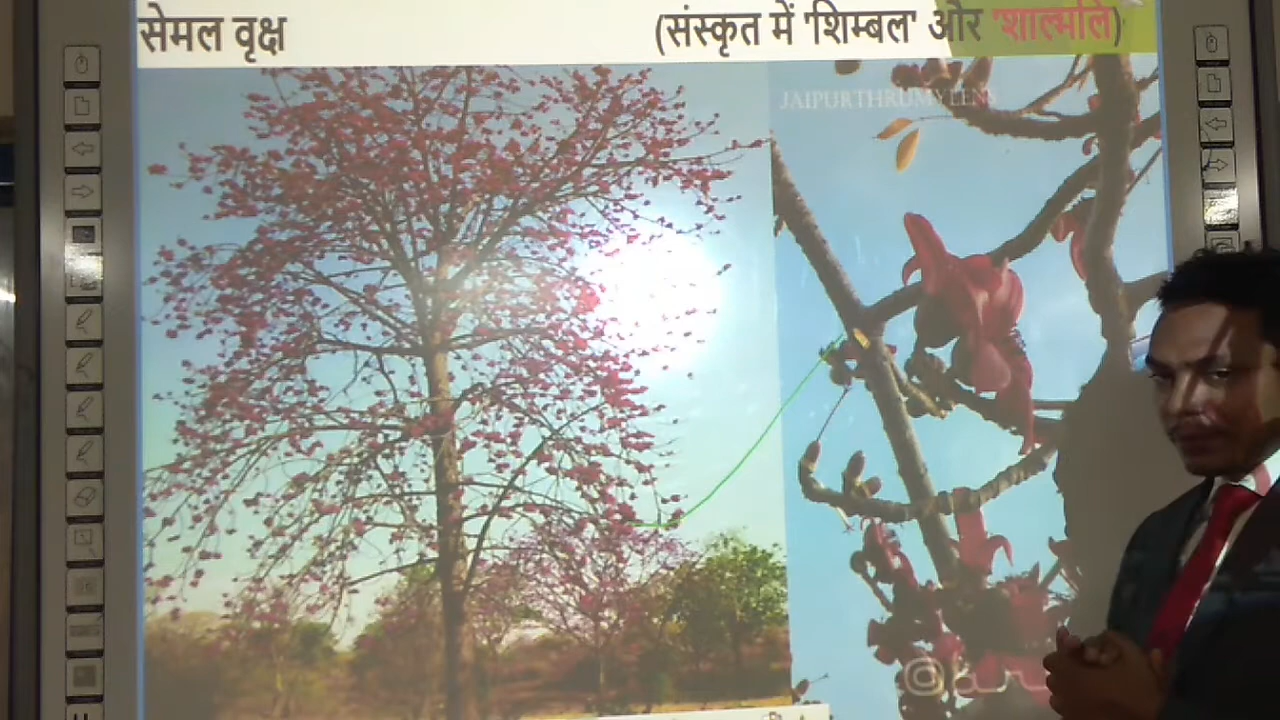 सेमल वृक्ष (संस्कृत में 'शिम्बल' और 'शाल्मलि)
JAIPURTHRUMYLENS